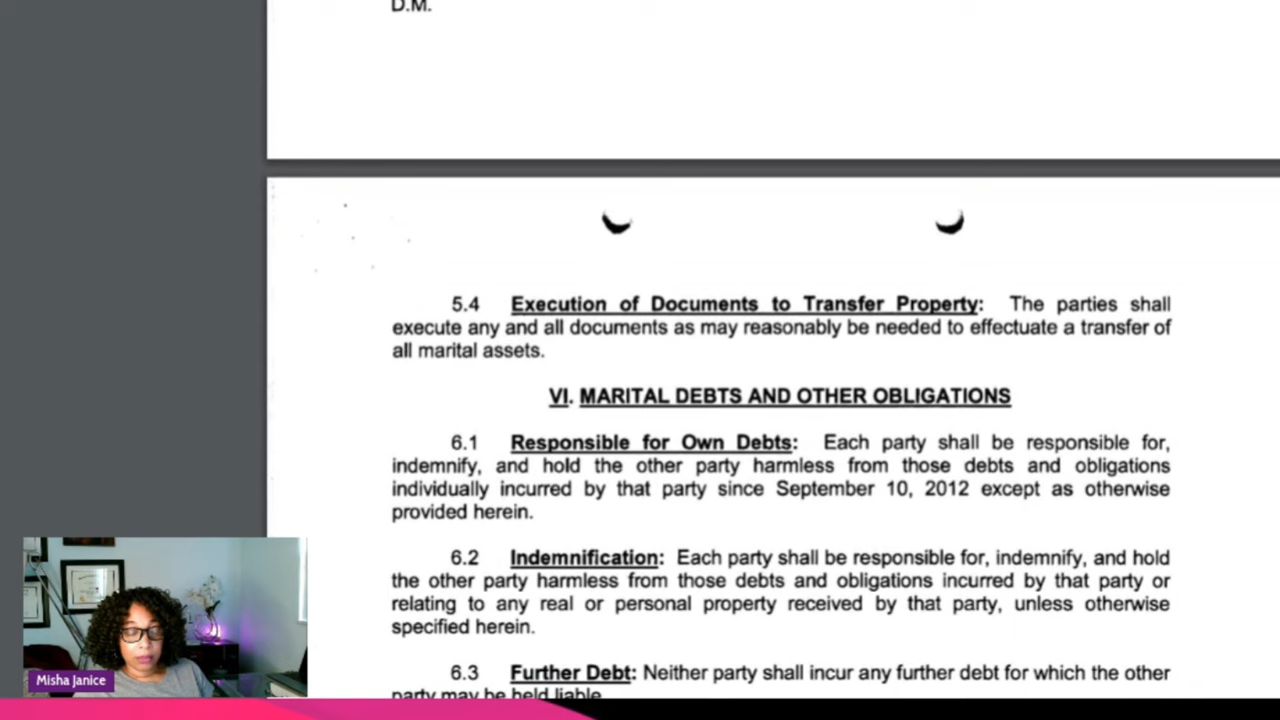 D.M.
5.4 Execution of Documents to Transfer Property: The parties shall
execute any and all documents as may reasonably be needed to effectuate a transfer of
all marital assets.
VI. MARITAL DEBTS AND OTHER OBLIGATIONS
6.1 Responsible for Own Debts: Each party shall be responsible for,
indemnify, and hold the other party harmless from those debts and obligations
individually incurred by that party since September 10, 2012 except as otherwise
provided herein.
6.2 Indemnification: Each party shall be responsible for, indemnify, and hold
the other party harmless from those debts and obligations incurred by that party or
relating to any real or personal property received by that party, unless otherwise
specified herein.
6.3 Further Debt: Neither party shall incur any further debt for which the other
party may be held liable
Misha Janice